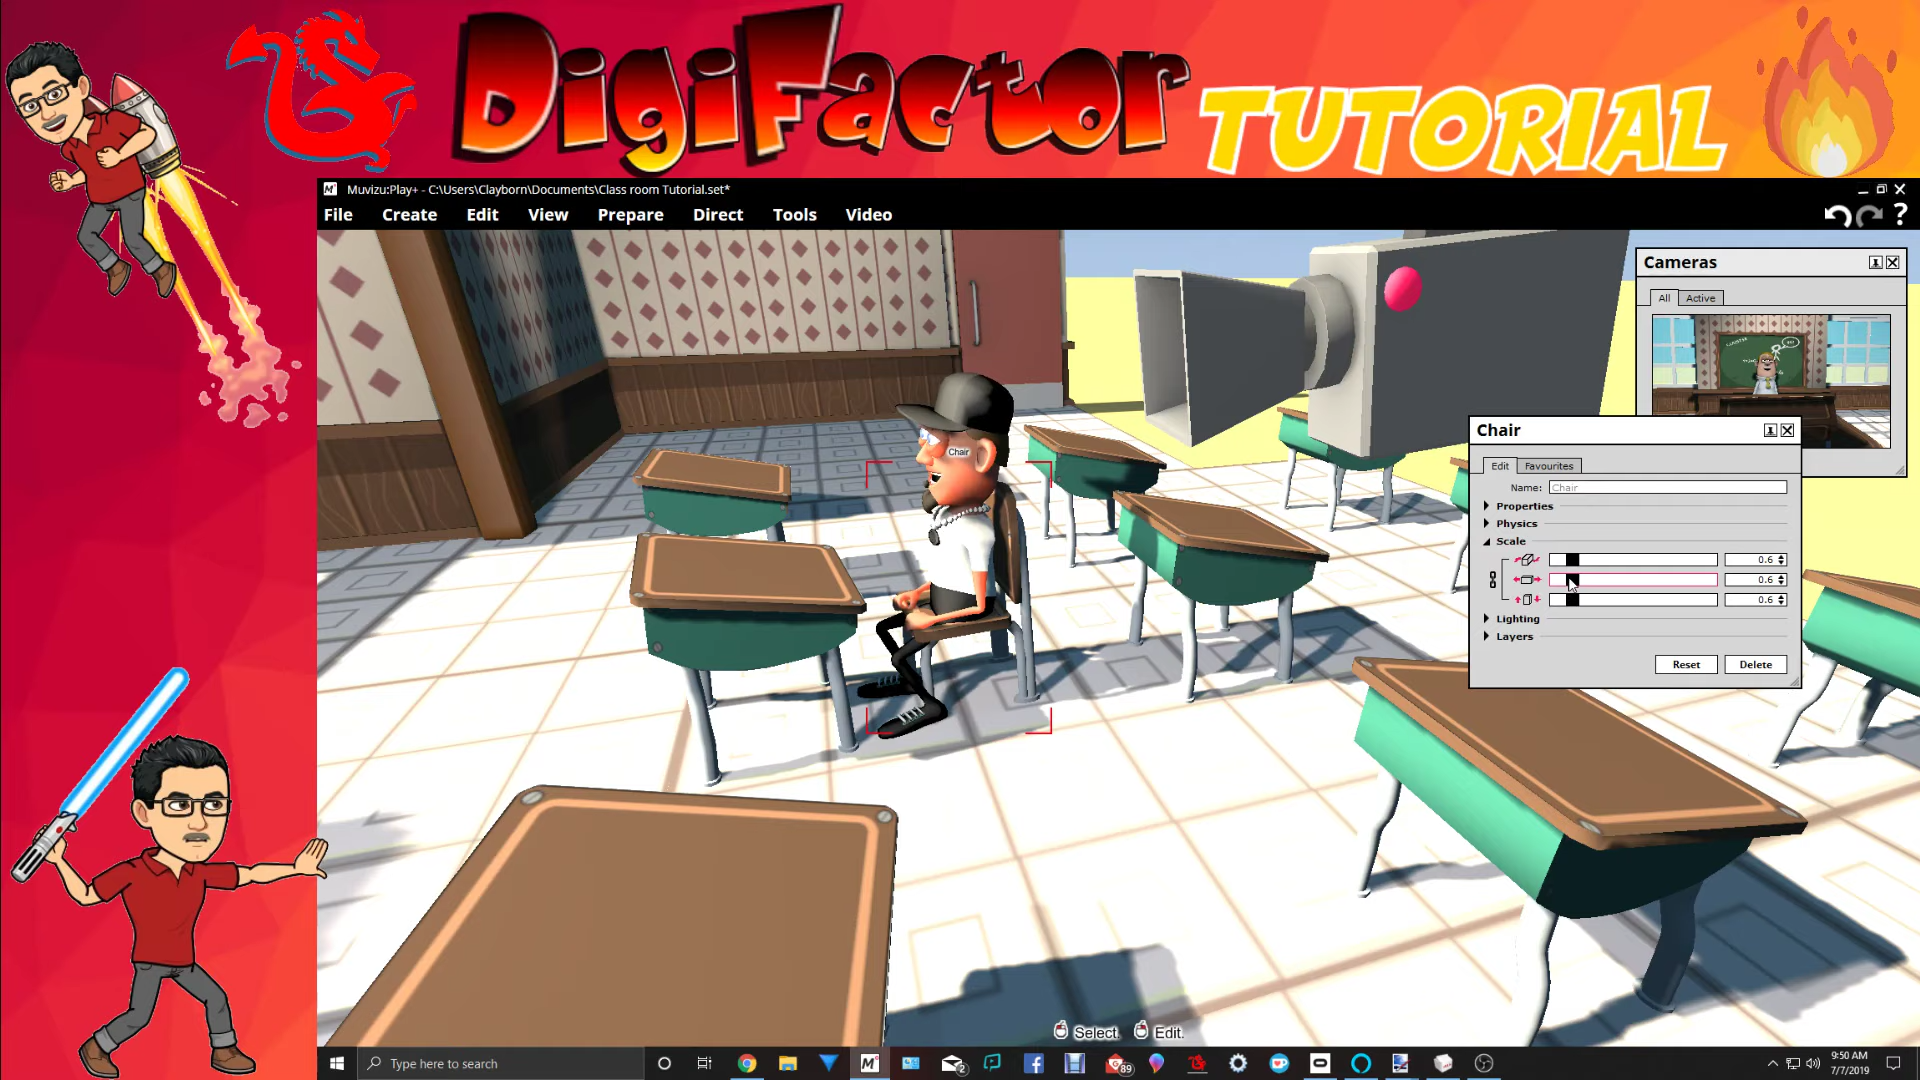 DigiFactor TUTORIAL
Muvizu:Play+ - C:\Users\Clayborn\Documents\Class room Tutorial.set*
File Create Edit View Prepare Direct Tools Video ?
Cameras
All Active
Chair
Chair
Edit Favourites
Name: Chair
Properties
Physics
Scale
0.6
0.6
0.6
Lighting
Layers
Reset Delete
Select. Edit.
Type here to search
2
89
9:50 AM
7/7/2019